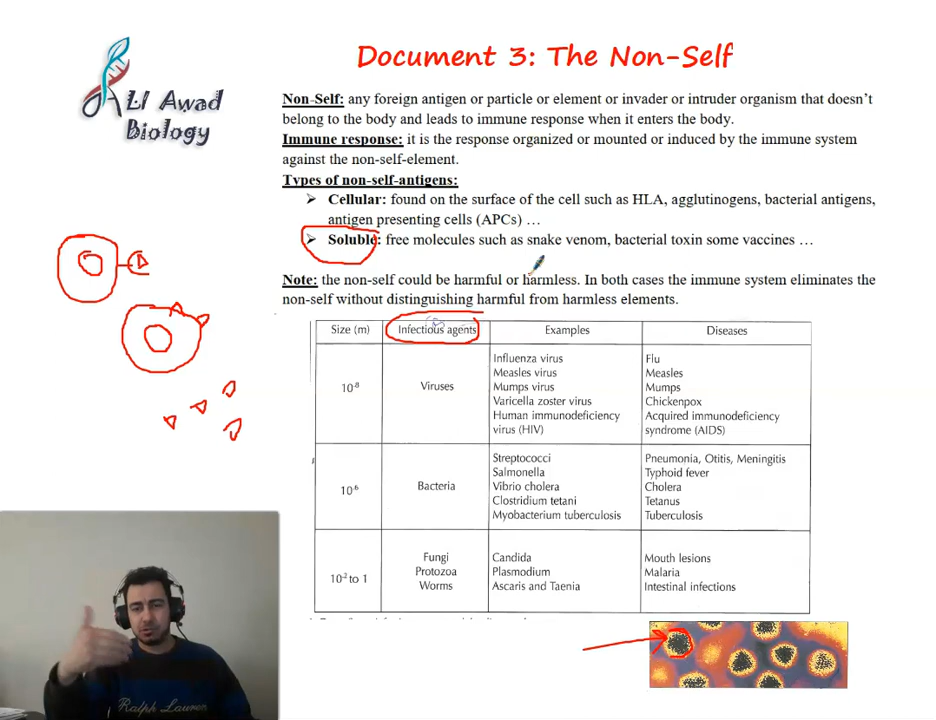 ALI Awad
Biology
Document 3: The Non-Self
Non-Self: any foreign antigen or particle or element or invader or intruder organism that doesn't
belong to the body and leads to immune response when it enters the body.
Immune response: it is the response organized or mounted or induced by the immune system
against the non-self-element.
Types of non-self-antigens:
➢ Cellular: found on the surface of the cell such as HLA, agglutinogens, bacterial antigens,
antigen presenting cells (APCs) …
➢ Soluble: free molecules such as snake venom, bacterial toxin some vaccines …
Note: the non-self could be harmful or harmless. In both cases the immune system eliminates the
non-self without distinguishing harmful from harmless elements.
Size (m) Infectious agents Examples Diseases
Influenza virus Flu
Measles virus Measles
10⁻⁸ Viruses Mumps virus Mumps
Varicella zoster virus Chickenpox
Human immunodeficiency Acquired immunodeficiency
virus (HIV) syndrome (AIDS)
Streptococci Pneumonia, Otitis, Meningitis
Salmonella Typhoid fever
10⁻⁶ Bacteria Vibrio cholera Cholera
Clostridium tetani Tetanus
Myobacterium tuberculosis Tuberculosis
Fungi Candida Mouth lesions
10⁻² to 1 Protozoa Plasmodium Malaria
Worms Ascaris and Taenia Intestinal infections
Ralph Lauren